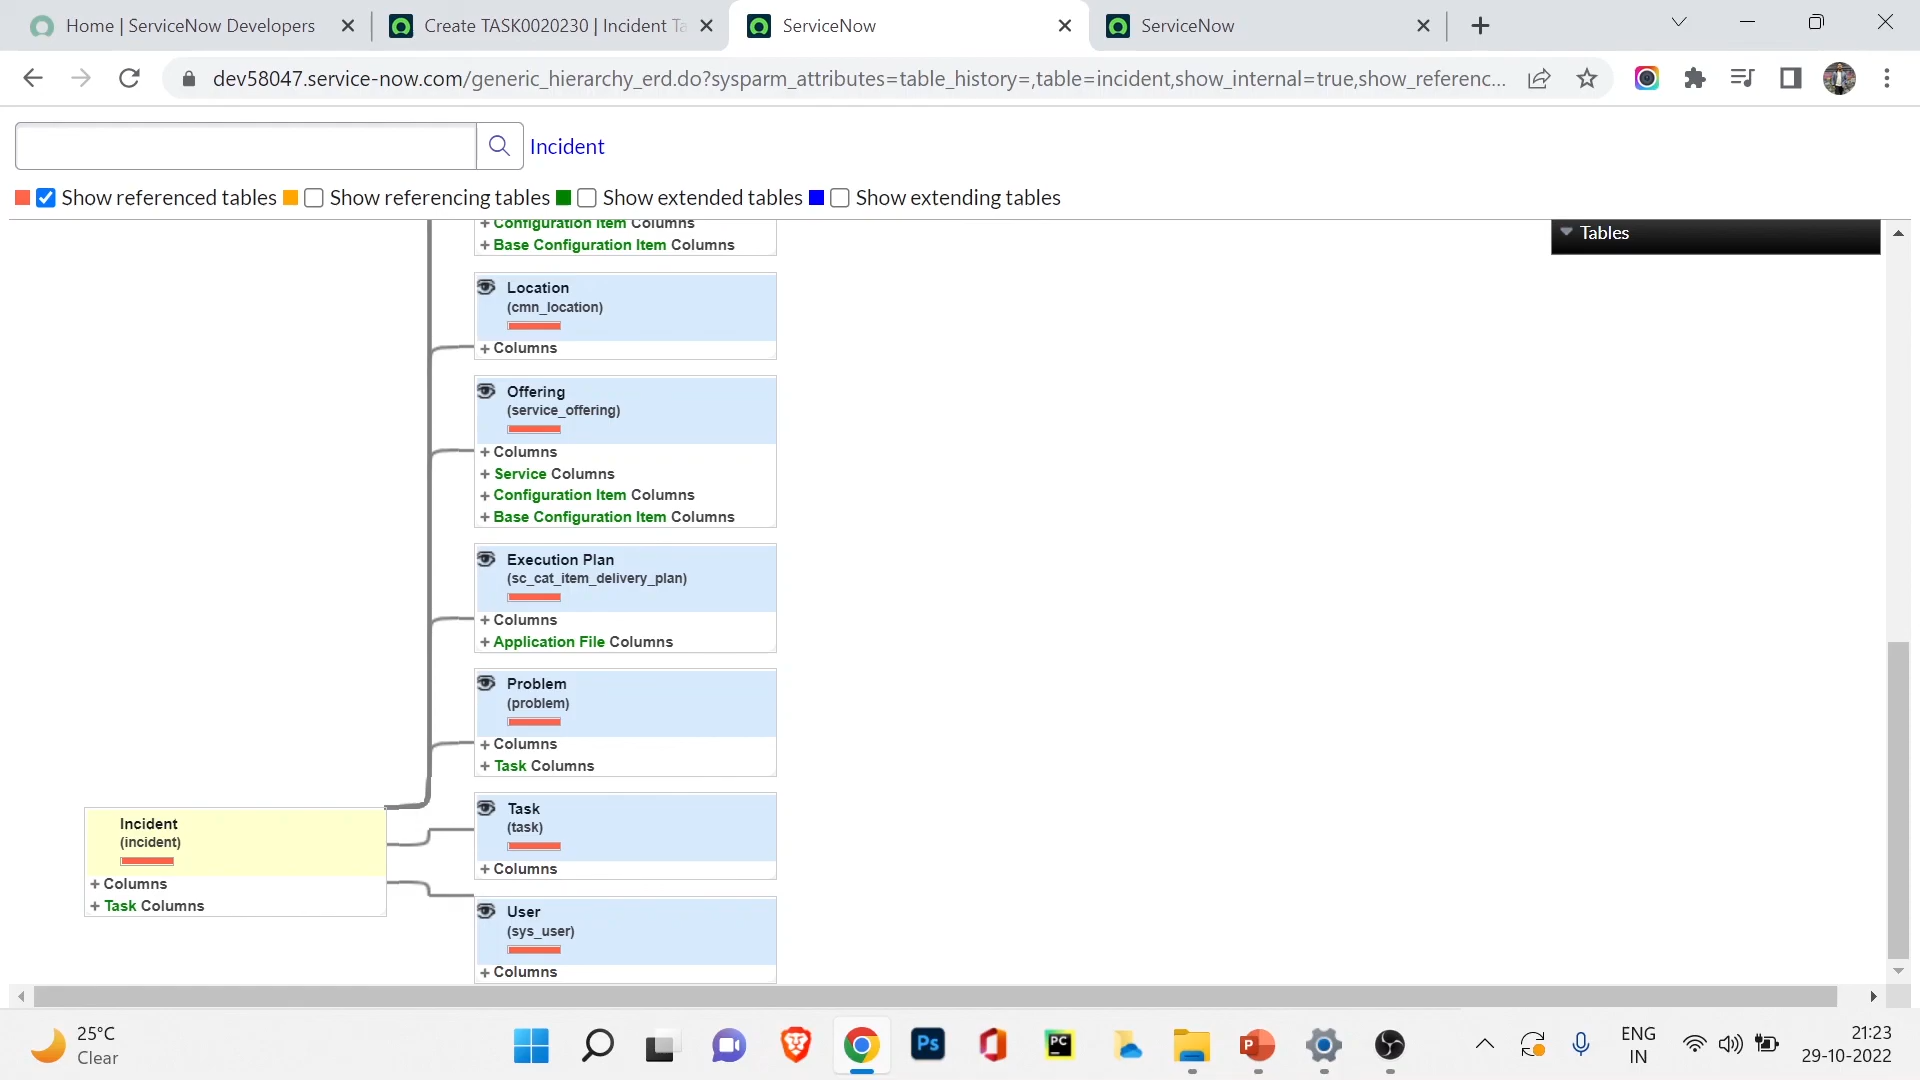 Home | ServiceNow Developers
Create TASK0020230 | Incident Ta
ServiceNow
ServiceNow
dev58047.service-now.com/generic_hierarchy_erd.do?sysparm_attributes=table_history=,table=incident,show_internal=true,show_referenc...
Incident
Show referenced tables Show referencing tables Show extended tables Show extending tables
Tables
+ Configuration Item Columns
+ Base Configuration Item Columns
Location
(cmn_location)
+ Columns
Offering
(service_offering)
+ Columns
+ Service Columns
+ Configuration Item Columns
+ Base Configuration Item Columns
Execution Plan
(sc_cat_item_delivery_plan)
+ Columns
+ Application File Columns
Problem
(problem)
+ Columns
+ Task Columns
Task
(task)
+ Columns
User
(sys_user)
+ Columns
Incident
(incident)
+ Columns
+ Task Columns
25°C
Clear
Ps
PC
P
ENG
IN
21:23
29-10-2022